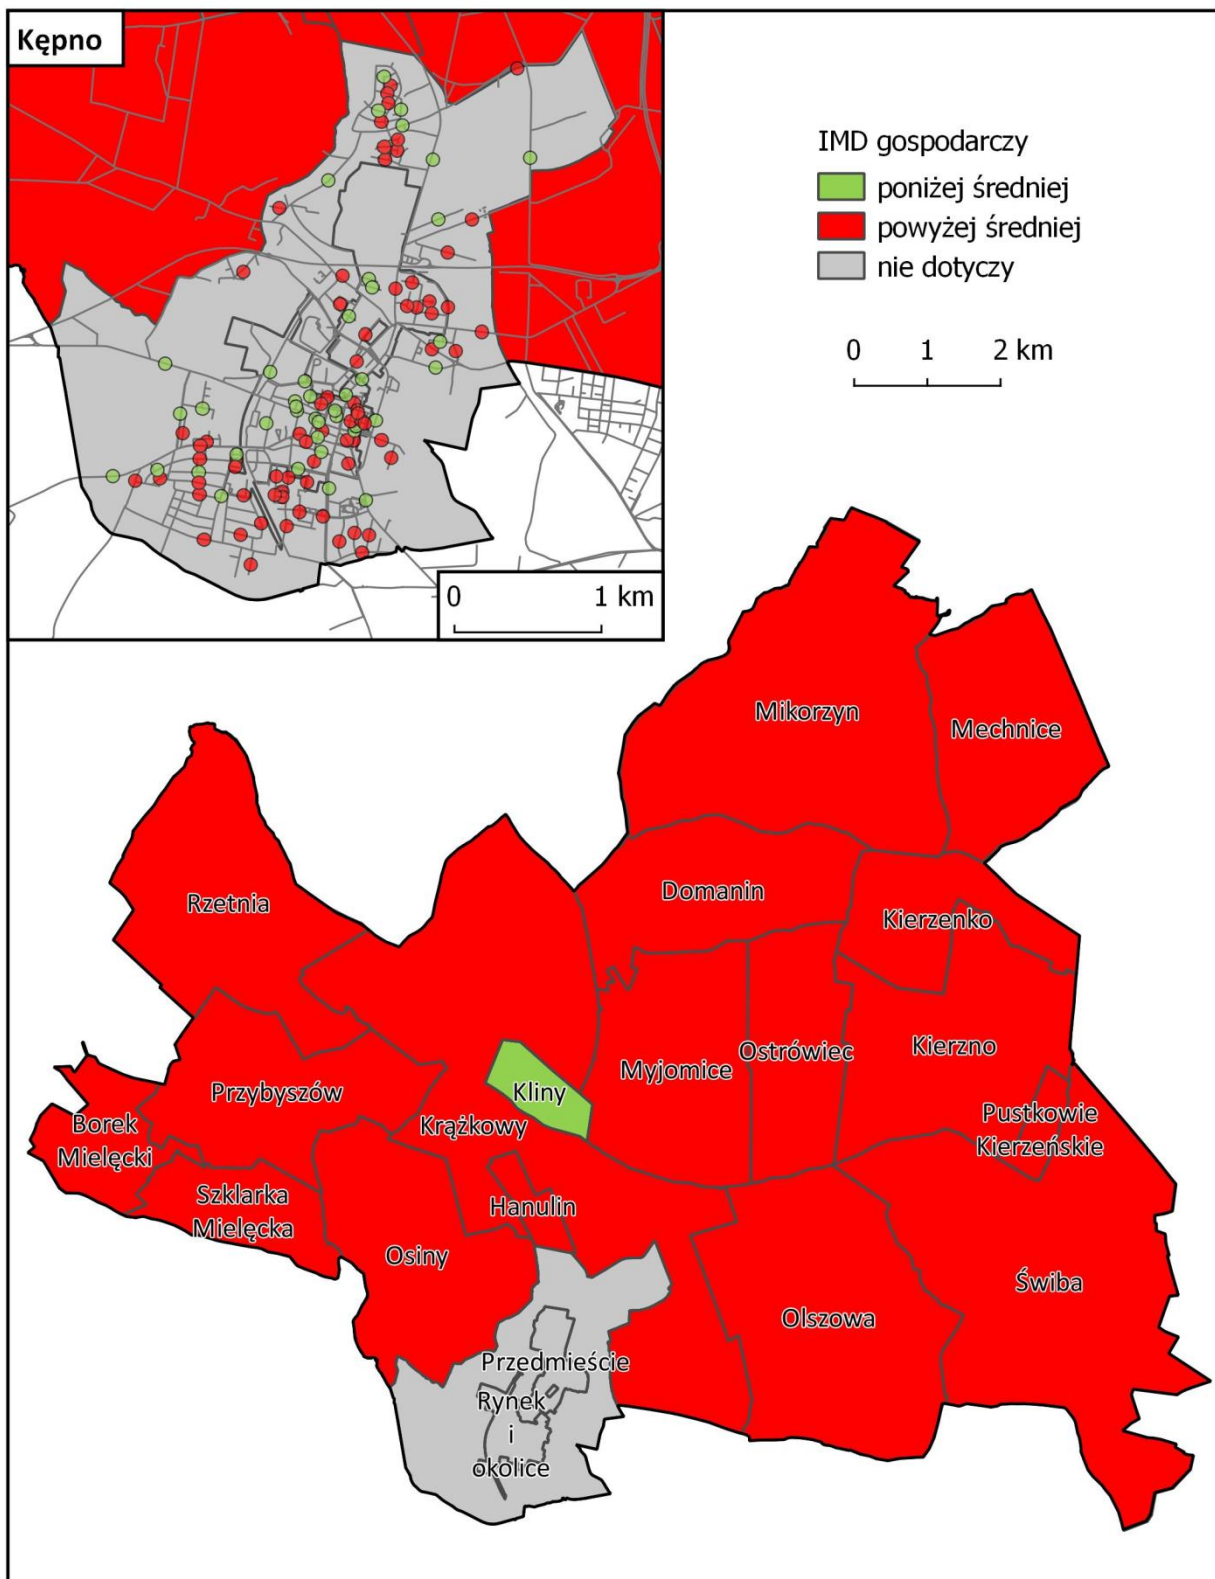 Kępno
IMD gospodarczy
poniżej średniej
powyżej średniej
nie dotyczy
0 1 2 km
0 1 km
Mikorzyn
Mechnice
Rzetnia
Domanin
Kierzenko
Ostrówiec
Kierzno
Myjomice
Przybyszów
Kliny
Krążkowy
Pustkowie
Kierzeńskie
Borek
Mielęcki
Szklarka
Mielęcka
Hanulin
Osiny
Świba
Olszowa
Przedmieście
Rynek
i
okolice